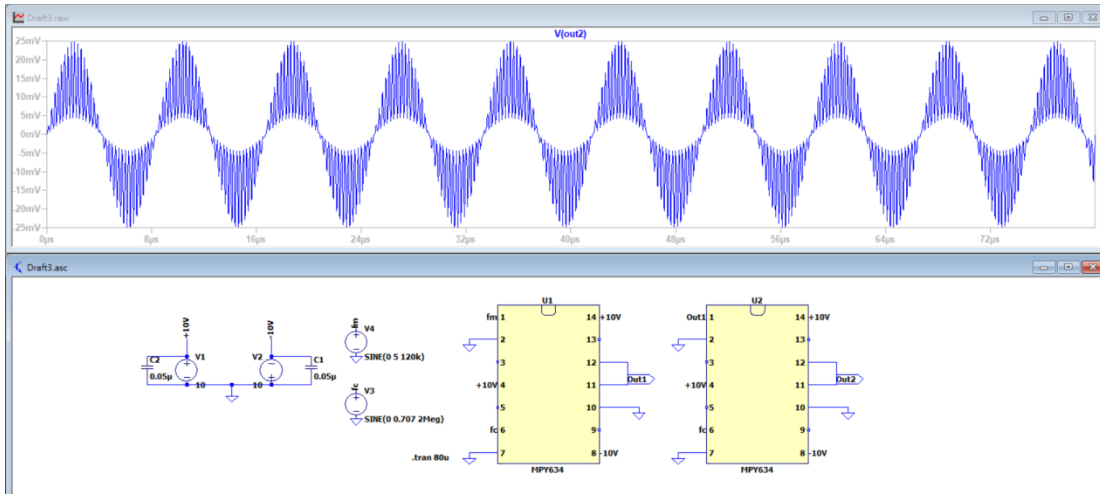 Draft3.raw
V(out2)
25mV
20mV
15mV
10mV
5mV
0mV
-5mV
-10mV
-15mV
-20mV
-25mV
0µs 8µs 16µs 24µs 32µs 40µs 48µs 56µs 64µs 72µs
Draft3.asc
U1 U2
+10V -10V fm V4 fm 1 14 +10V Out1 1 14 +10V
SINE(0 5 120k) 2 13 2 13
C2 V1 V2 C1 3 12 3 12
0.05µ 10 10 0.05µ +10V 4 11 Out1 +10V 4 11 Out2
fc V3 5 10 5 10
SINE(0 0.707 2Meg) fc 6 9 fc 6 9
.tran 80u 7 8 -10V 7 8 -10V
MPY634 MPY634